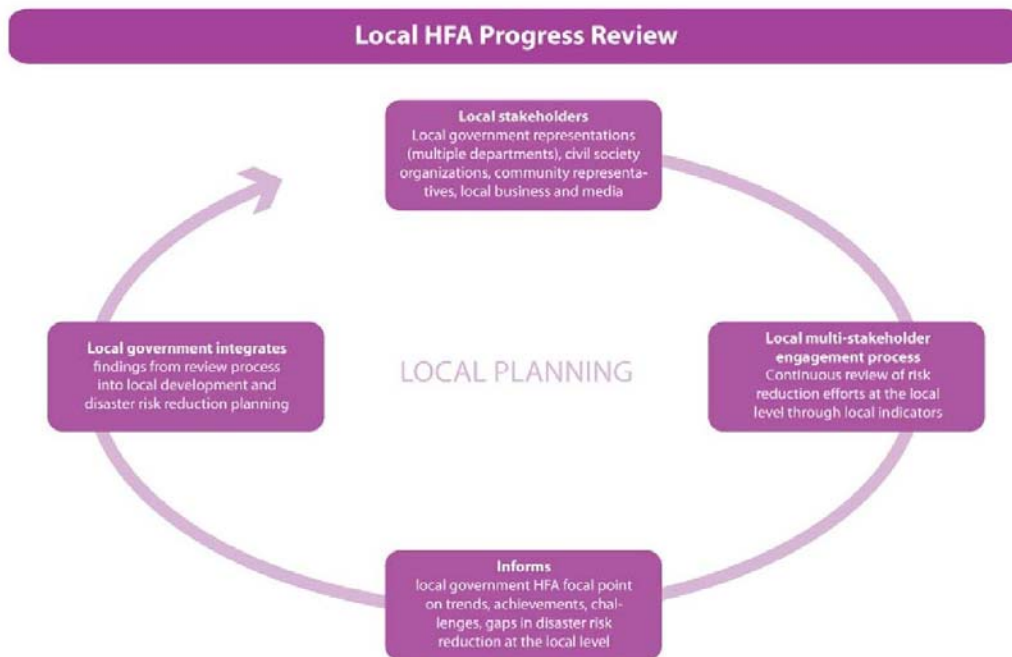 Local HFA Progress Review
Local stakeholders
Local government representations
(multiple departments), civil society
organizations, community representa-
tives, local business and media
Local government integrates
findings from review process
into local development and
disaster risk reduction planning
LOCAL PLANNING
Local multi-stakeholder
engagement process
Continuous review of risk
reduction efforts at the local
level through local indicators
Informs
local government HFA focal point
on trends, achievements, chal-
lenges, gaps in disaster risk
reduction at the local level